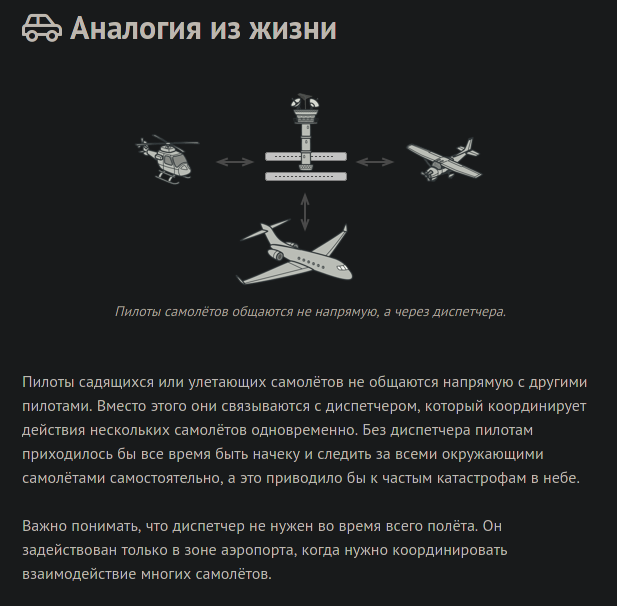 Аналогия из жизни
Пилоты самолётов общаются не напрямую, а через диспетчера.
Пилоты садящихся или улетающих самолётов не общаются напрямую с другими
пилотами. Вместо этого они связываются с диспетчером, который координирует
действия нескольких самолётов одновременно. Без диспетчера пилотам
приходилось бы все время быть начеку и следить за всеми окружающими
самолётами самостоятельно, а это приводило бы к частым катастрофам в небе.
Важно понимать, что диспетчер не нужен во время всего полёта. Он
задействован только в зоне аэропорта, когда нужно координировать
взаимодействие многих самолётов.